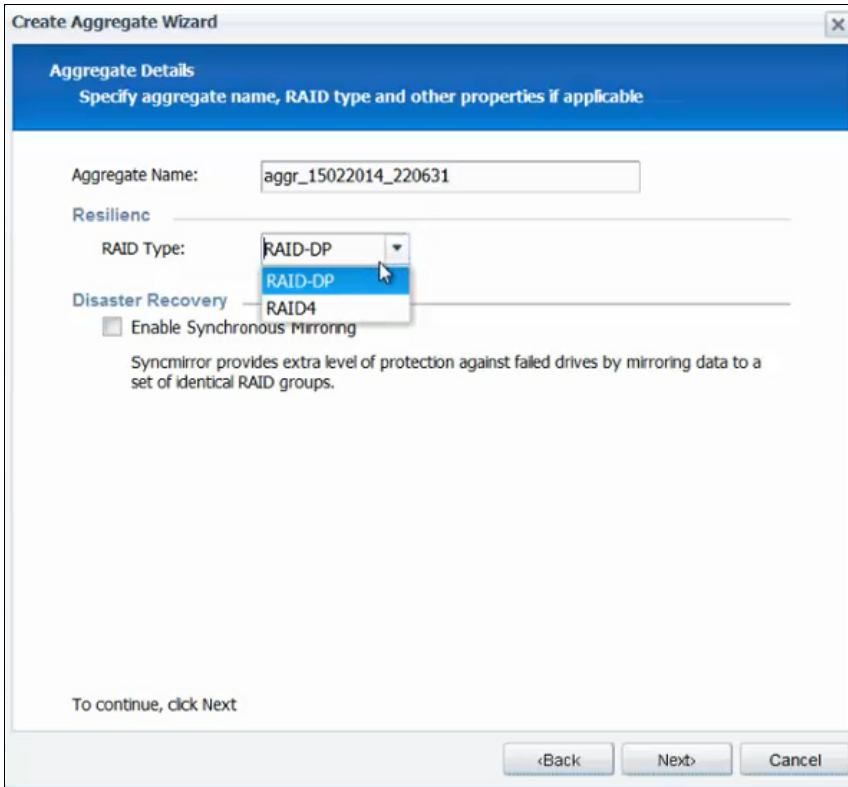 Create Aggregate Wizard
Aggregate Details
Specify aggregate name, RAID type and other properties if applicable
Aggregate Name: aggr_15022014_220631
Resilienc
RAID Type: RAID-DP
RAID-DP
RAID4
Disaster Recovery
Enable Synchronous Mirroring
Syncmirror provides extra level of protection against failed drives by mirroring data to a
set of identical RAID groups.
To continue, click Next
‹Back Next› Cancel